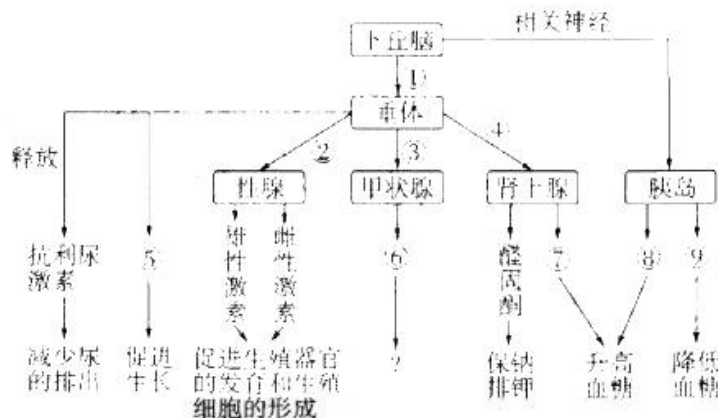 下丘脑
相关神经
①
垂体
释放
②
③
④
性腺
甲状腺
肾上腺
胰岛
抗利尿
激素
⑤
雄性激素
雌性激素
⑥
醛固酮
⑦
⑧
⑨
减少尿
的排出
促进
生长
促进生殖器官
的发育和生殖
细胞的形成
?
保钠
排钾
升高
血糖
降低
血糖